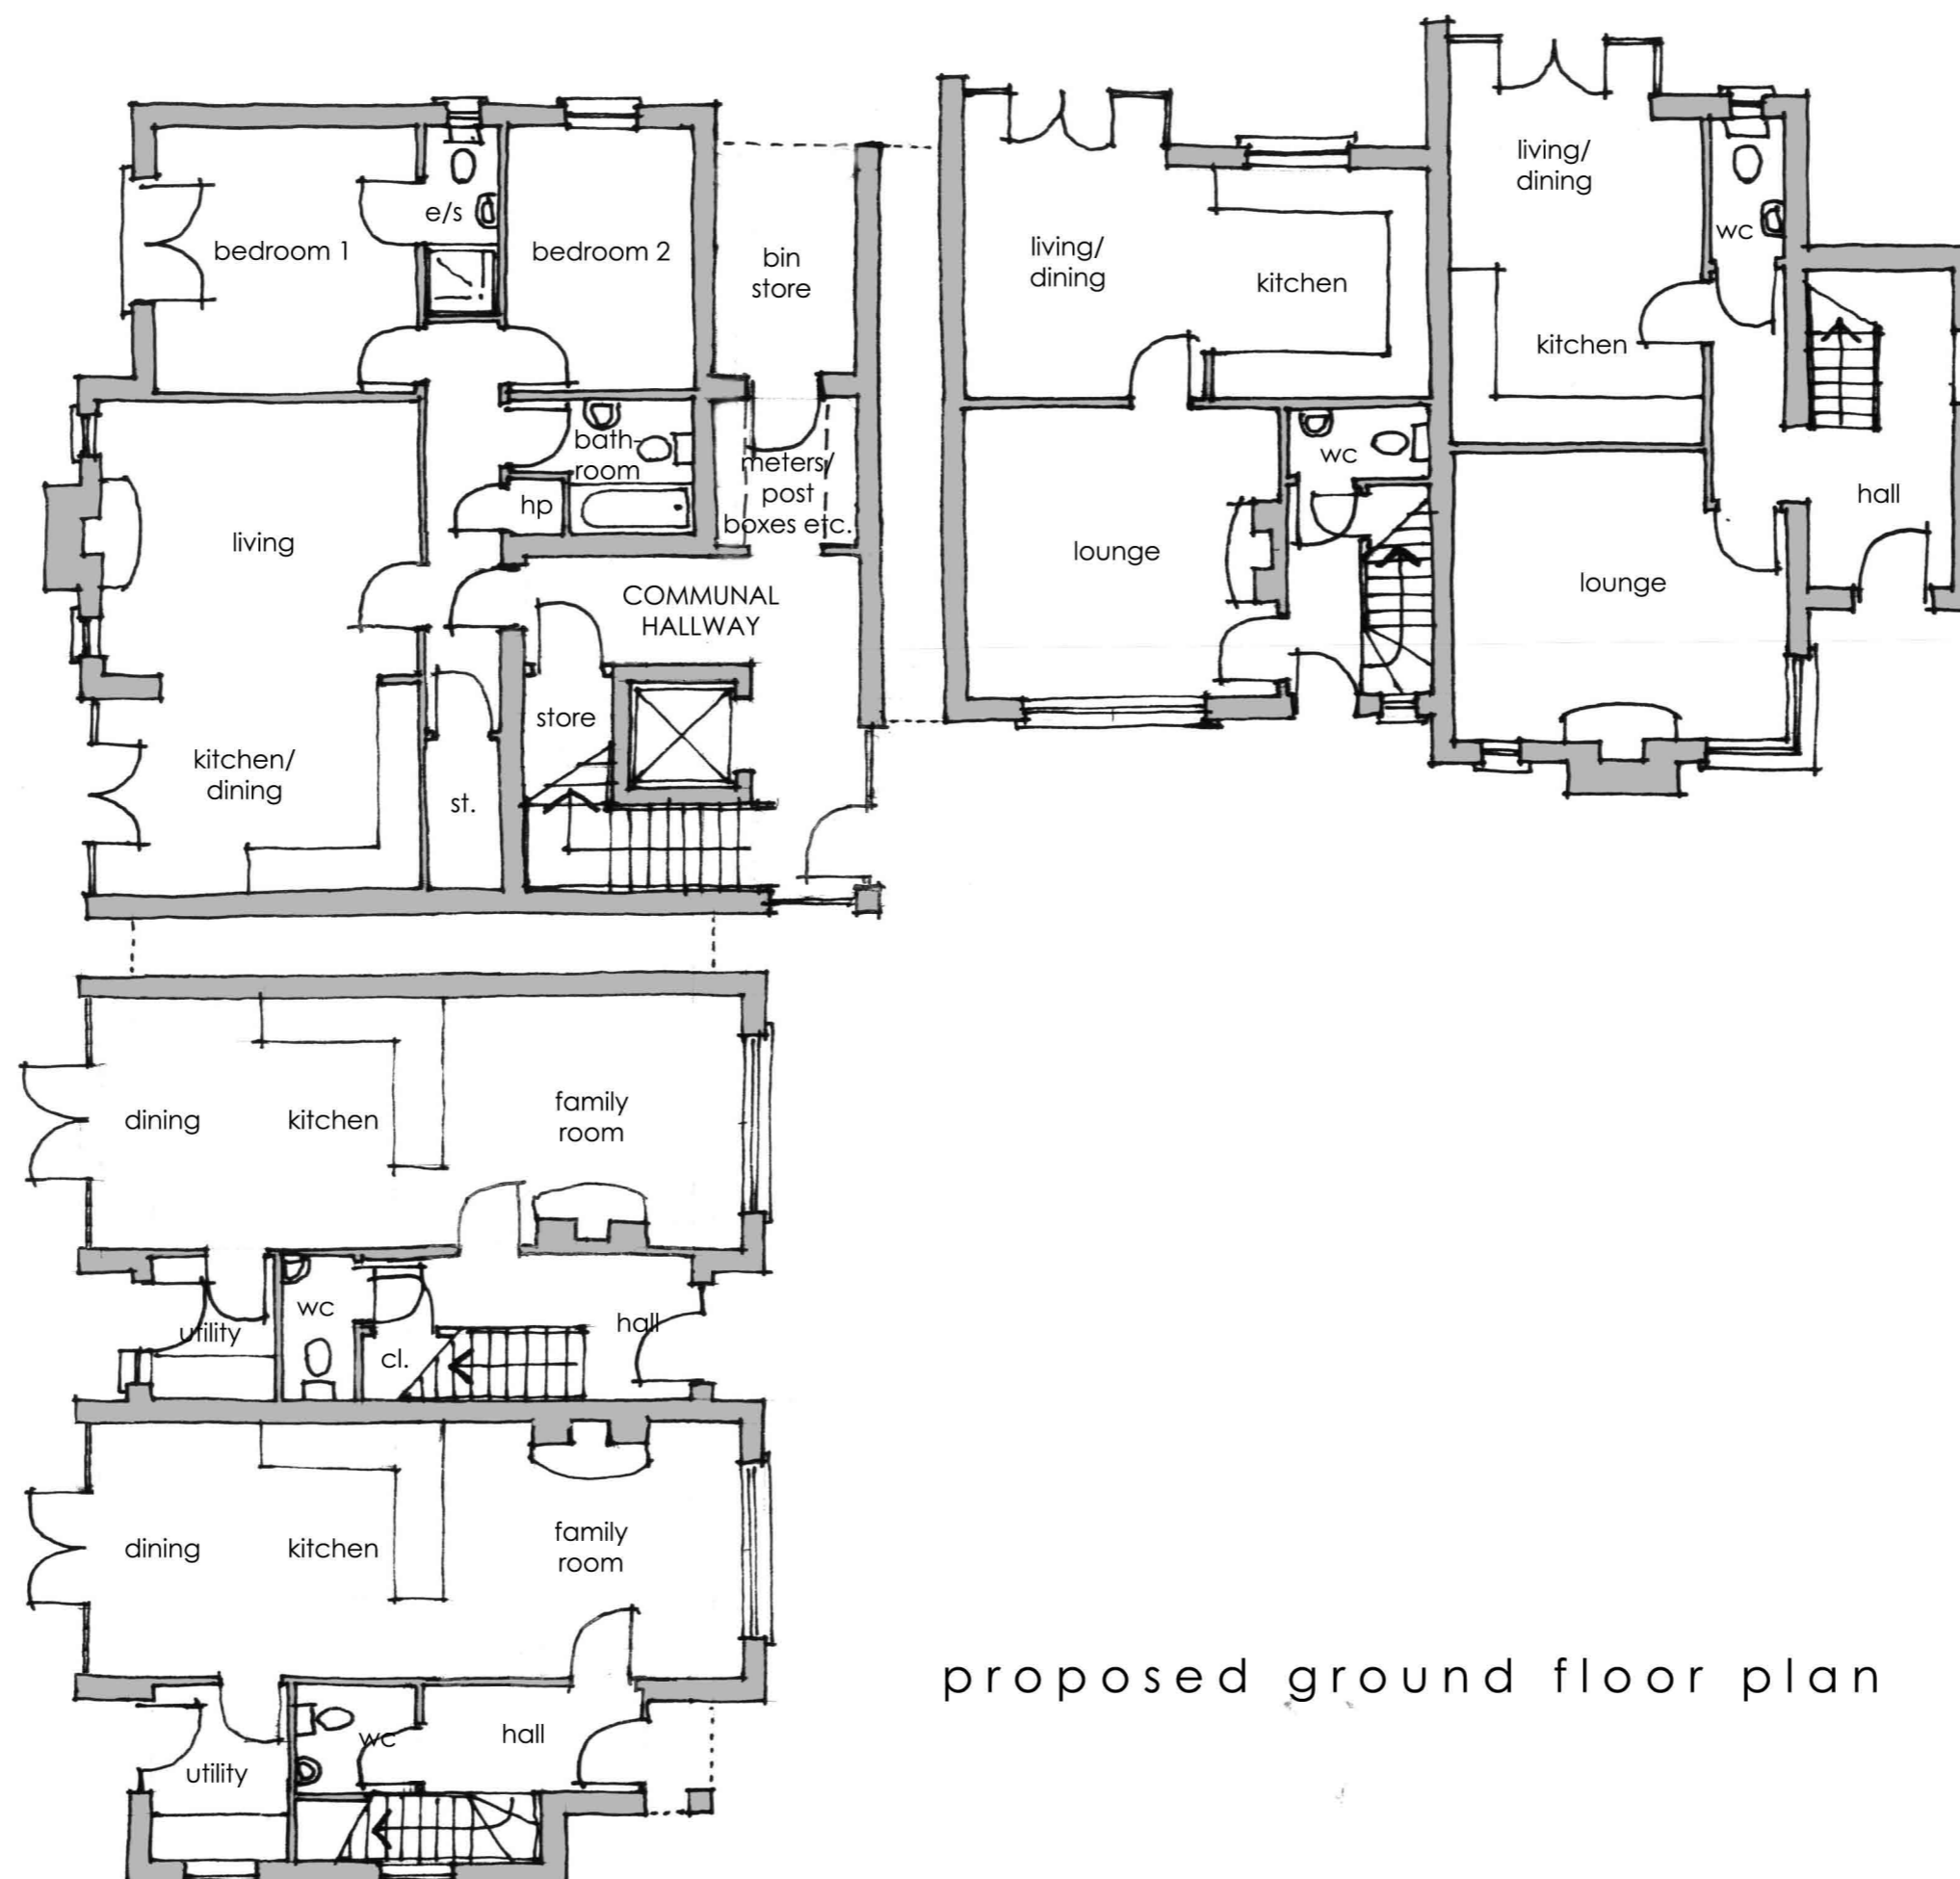 bedroom 1
e/s
bedroom 2
bin
store
living
bath-
room
hp
meters/
post
boxes etc.
COMMUNAL
HALLWAY
store
kitchen/
dining
st.
living/
dining
kitchen
lounge
wc
living/
dining
kitchen
wc
hall
lounge
dining
kitchen
family
room
utility
wc
cl.
hall
dining
kitchen
family
room
utility
wc
hall
proposed ground floor plan